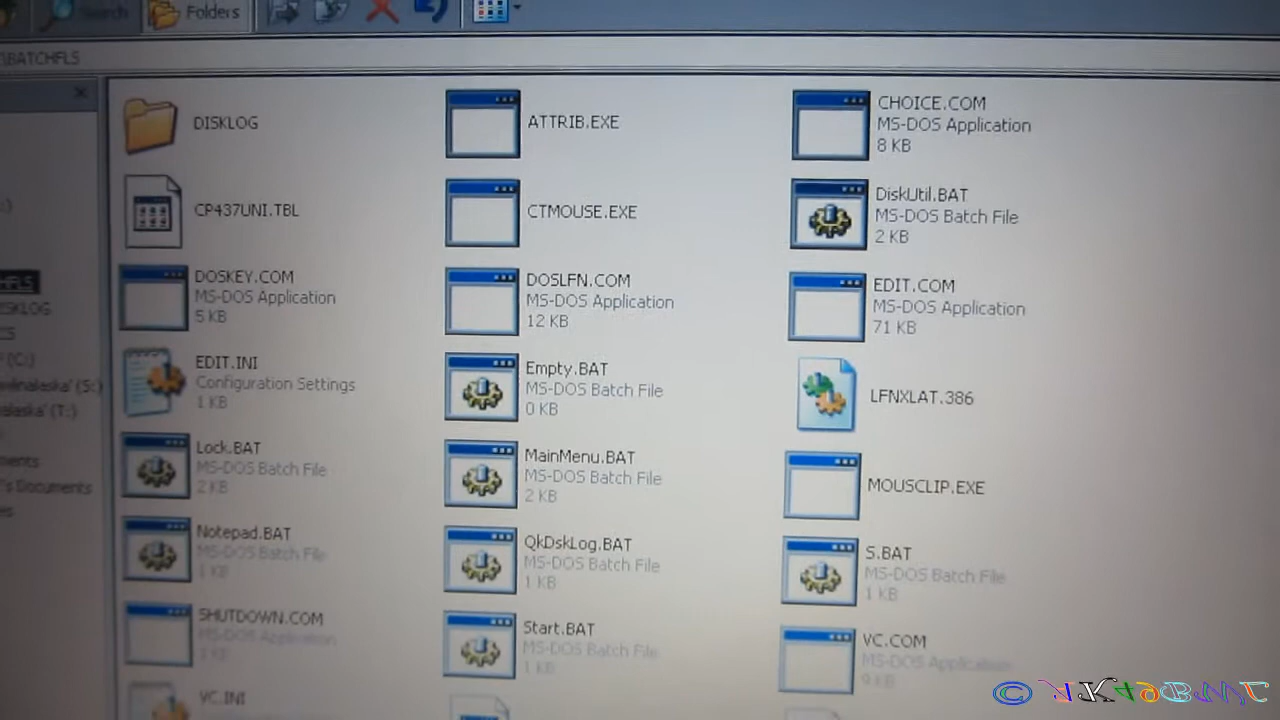 Search
Folders
\BATCHFLS
DISKLOG
ATTRIB.EXE
CHOICE.COM
MS-DOS Application
8 KB
CP437UNI.TBL
CTMOUSE.EXE
DiskUtil.BAT
MS-DOS Batch File
2 KB
DOSKEY.COM
MS-DOS Application
5 KB
DOSLFN.COM
MS-DOS Application
12 KB
EDIT.COM
MS-DOS Application
71 KB
EDIT.INI
Configuration Settings
1 KB
Empty.BAT
MS-DOS Batch File
0 KB
LFNXLAT.386
Lock.BAT
MS-DOS Batch File
2 KB
MainMenu.BAT
MS-DOS Batch File
2 KB
MOUSCLIP.EXE
Notepad.BAT
MS-DOS Batch File
1 KB
QkDskLog.BAT
MS-DOS Batch File
1 KB
S.BAT
MS-DOS Batch File
1 KB
SHUTDOWN.COM
MS-DOS Application
Start.BAT
MS-DOS Batch File
1 KB
VC.COM
MS-DOS Application
9 KB
VC.INI
(C:)
(S:)
(T:)
's Documents